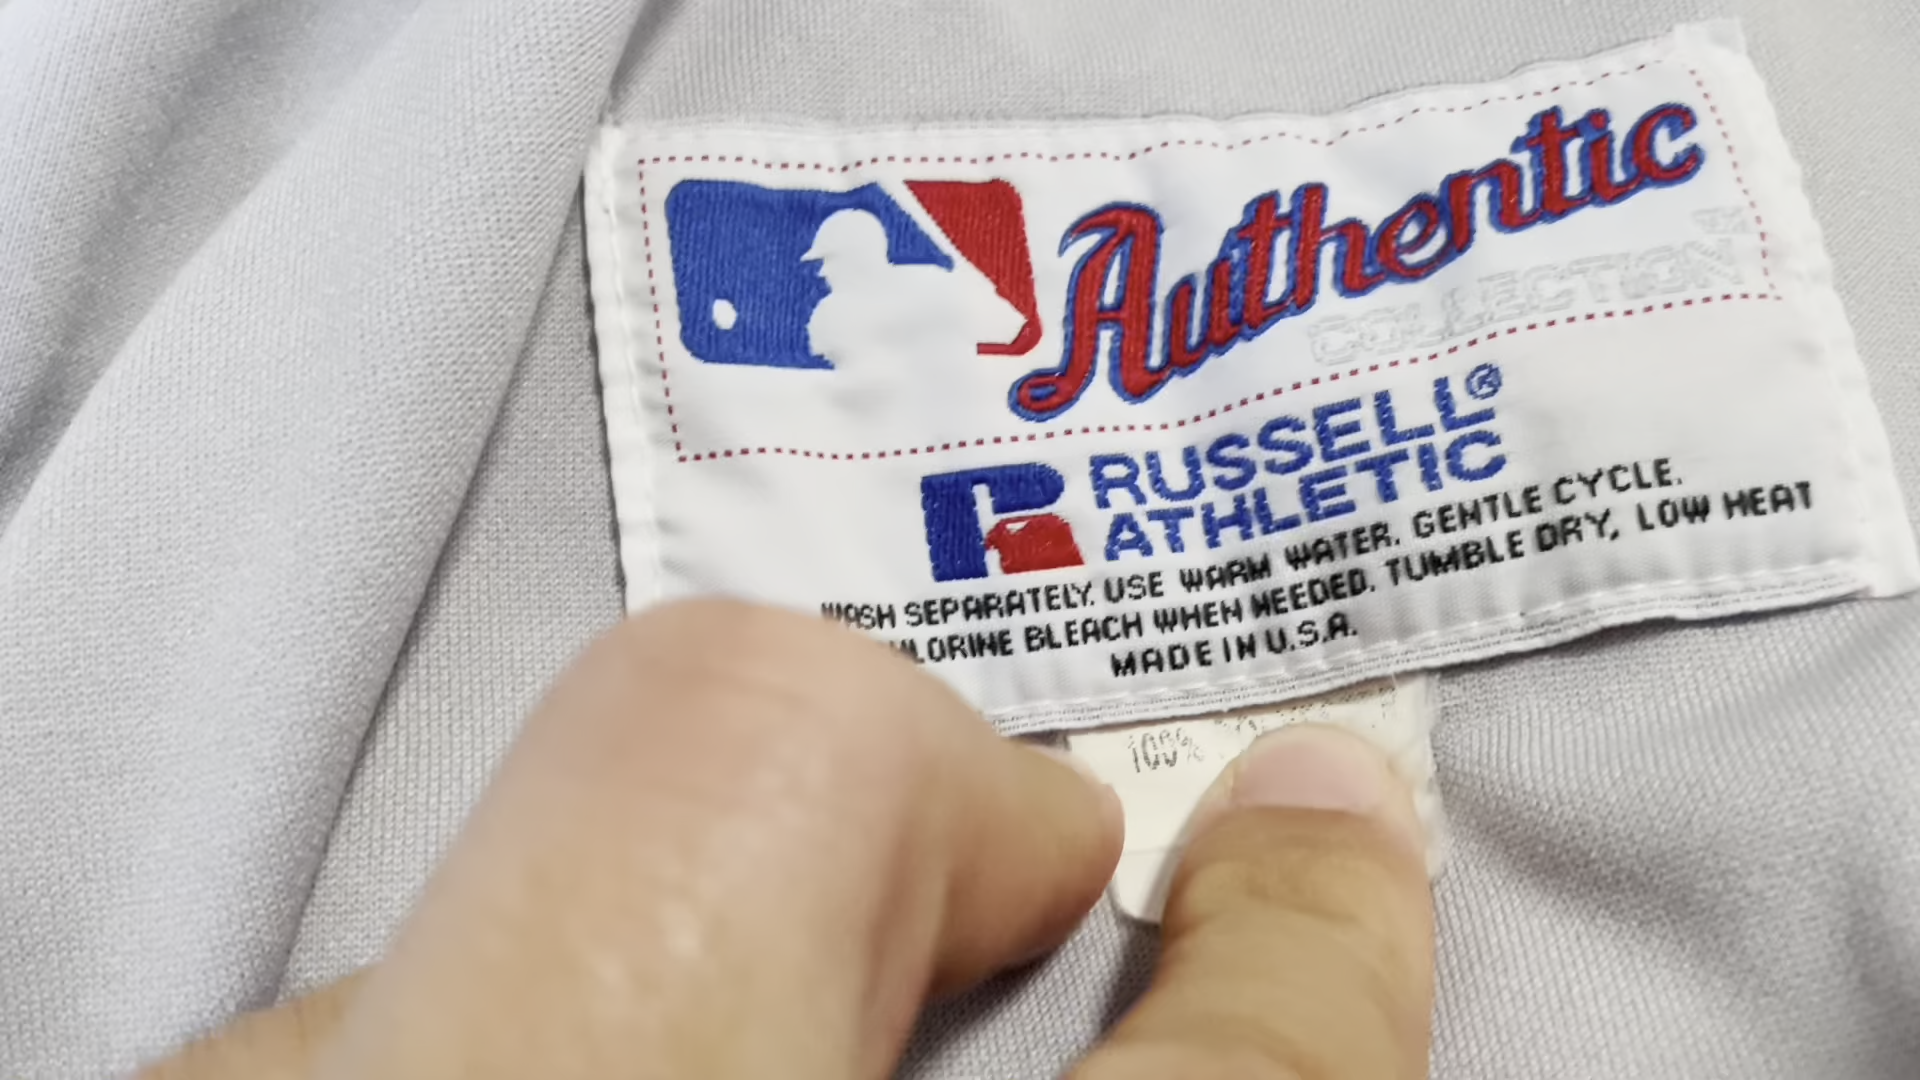 Authentic
COLLECTION™
RUSSELL®
ATHLETIC
WASH SEPARATELY. USE WARM WATER. GENTLE CYCLE.
CHLORINE BLEACH WHEN NEEDED. TUMBLE DRY, LOW HEAT
MADE IN U.S.A.
100%